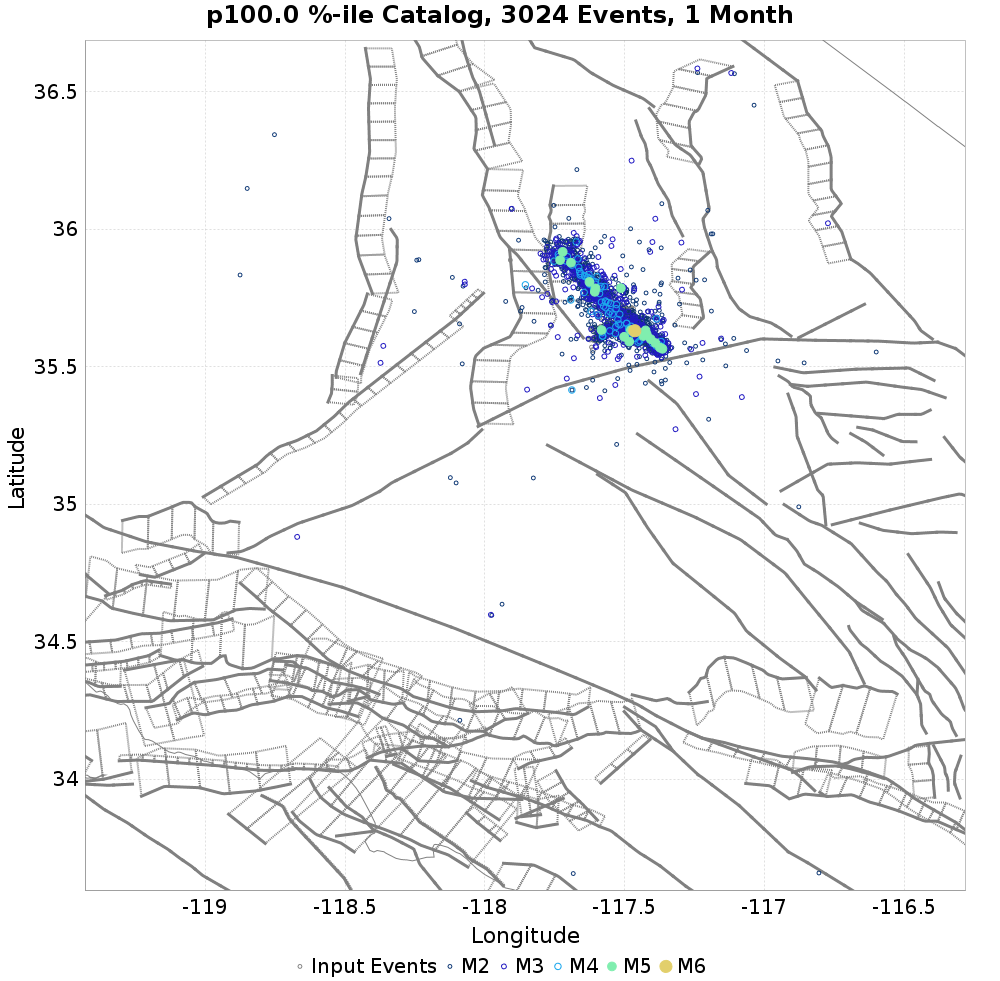 p100.0 %-ile Catalog, 3024 Events, 1 Month
36.5
36
35.5
35
34.5
34
Latitude
-119
-118.5
-118
-117.5
-117
-116.5
Longitude
Input Events
M2
M3
M4
M5
M6